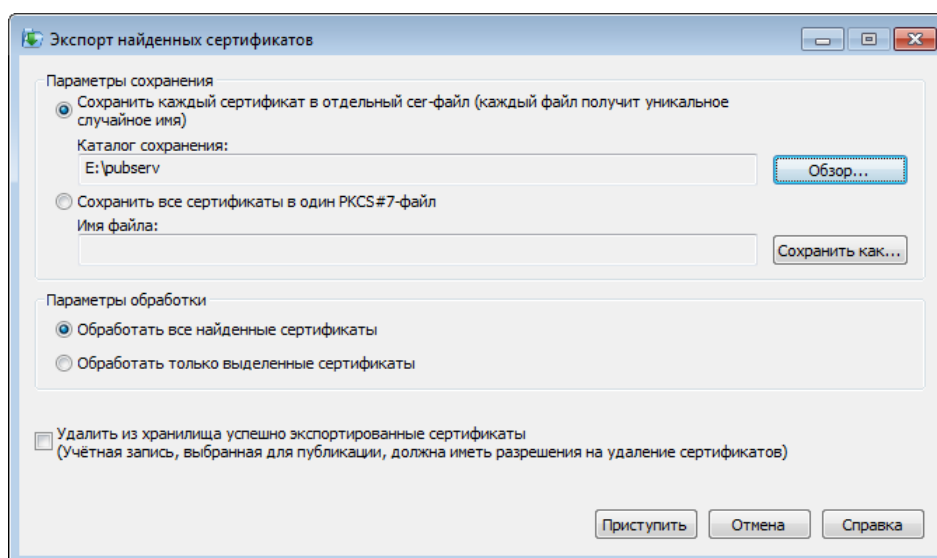 Экспорт найденных сертификатов
Параметры сохранения
Сохранить каждый сертификат в отдельный cer-файл (каждый файл получит уникальное
случайное имя)
Каталог сохранения:
E:\pubserv
Обзор...
Сохранить все сертификаты в один PKCS#7-файл
Имя файла:
Сохранить как...
Параметры обработки
Обработать все найденные сертификаты
Обработать только выделенные сертификаты
Удалить из хранилища успешно экспортированные сертификаты
(Учётная запись, выбранная для публикации, должна иметь разрешения на удаление сертификатов)
Приступить
Отмена
Справка